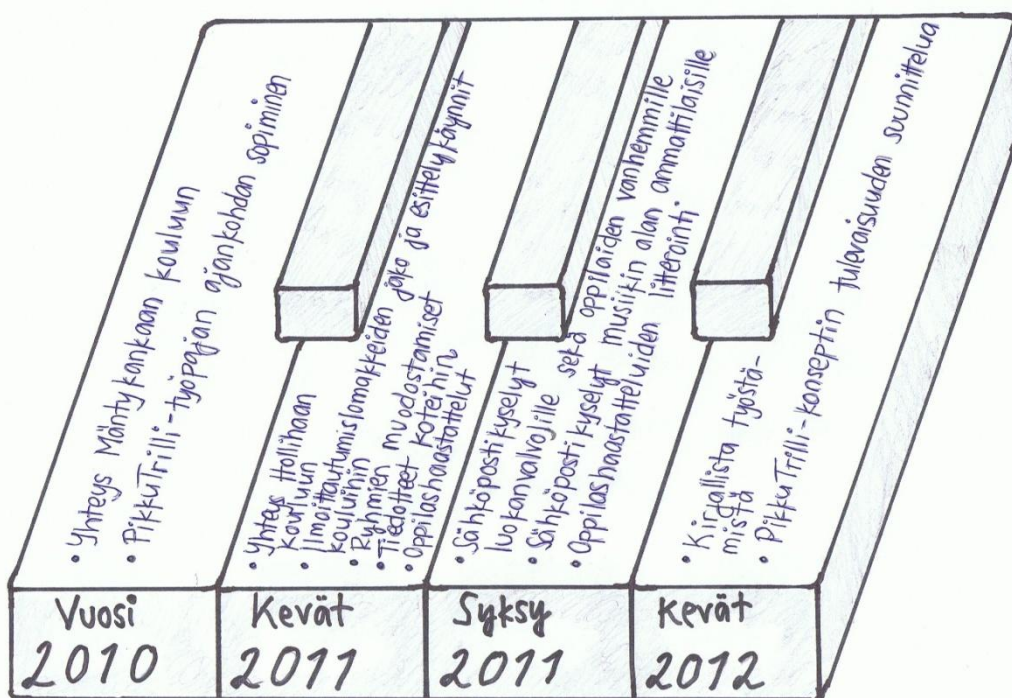 • Yhteys Mäntykankaan kouluun
• PikkuTrilli-työpajan ajankohdan sopiminen
Vuosi
2010
• Yhteys Hollihaan
kouluun
• Ilmoittautumislomakkeiden jako ja esittelykäynnit
kouluihin
• Ryhmien muodostamiset
• Tiedotteet koteihin
• Oppilashaastattelut
Kevät
2011
• Sähköpostikyselyt
luokanvalvojille sekä oppilaiden vanhemmille
• Sähköpostikyselyt musiikin alan ammattilaisille
• Oppilashaastatteluiden litterointi
Syksy
2011
• Kirjallista työstä-
mistä
• PikkuTrilli-konseptin tulevaisuuden suunnittelua
Kevät
2012